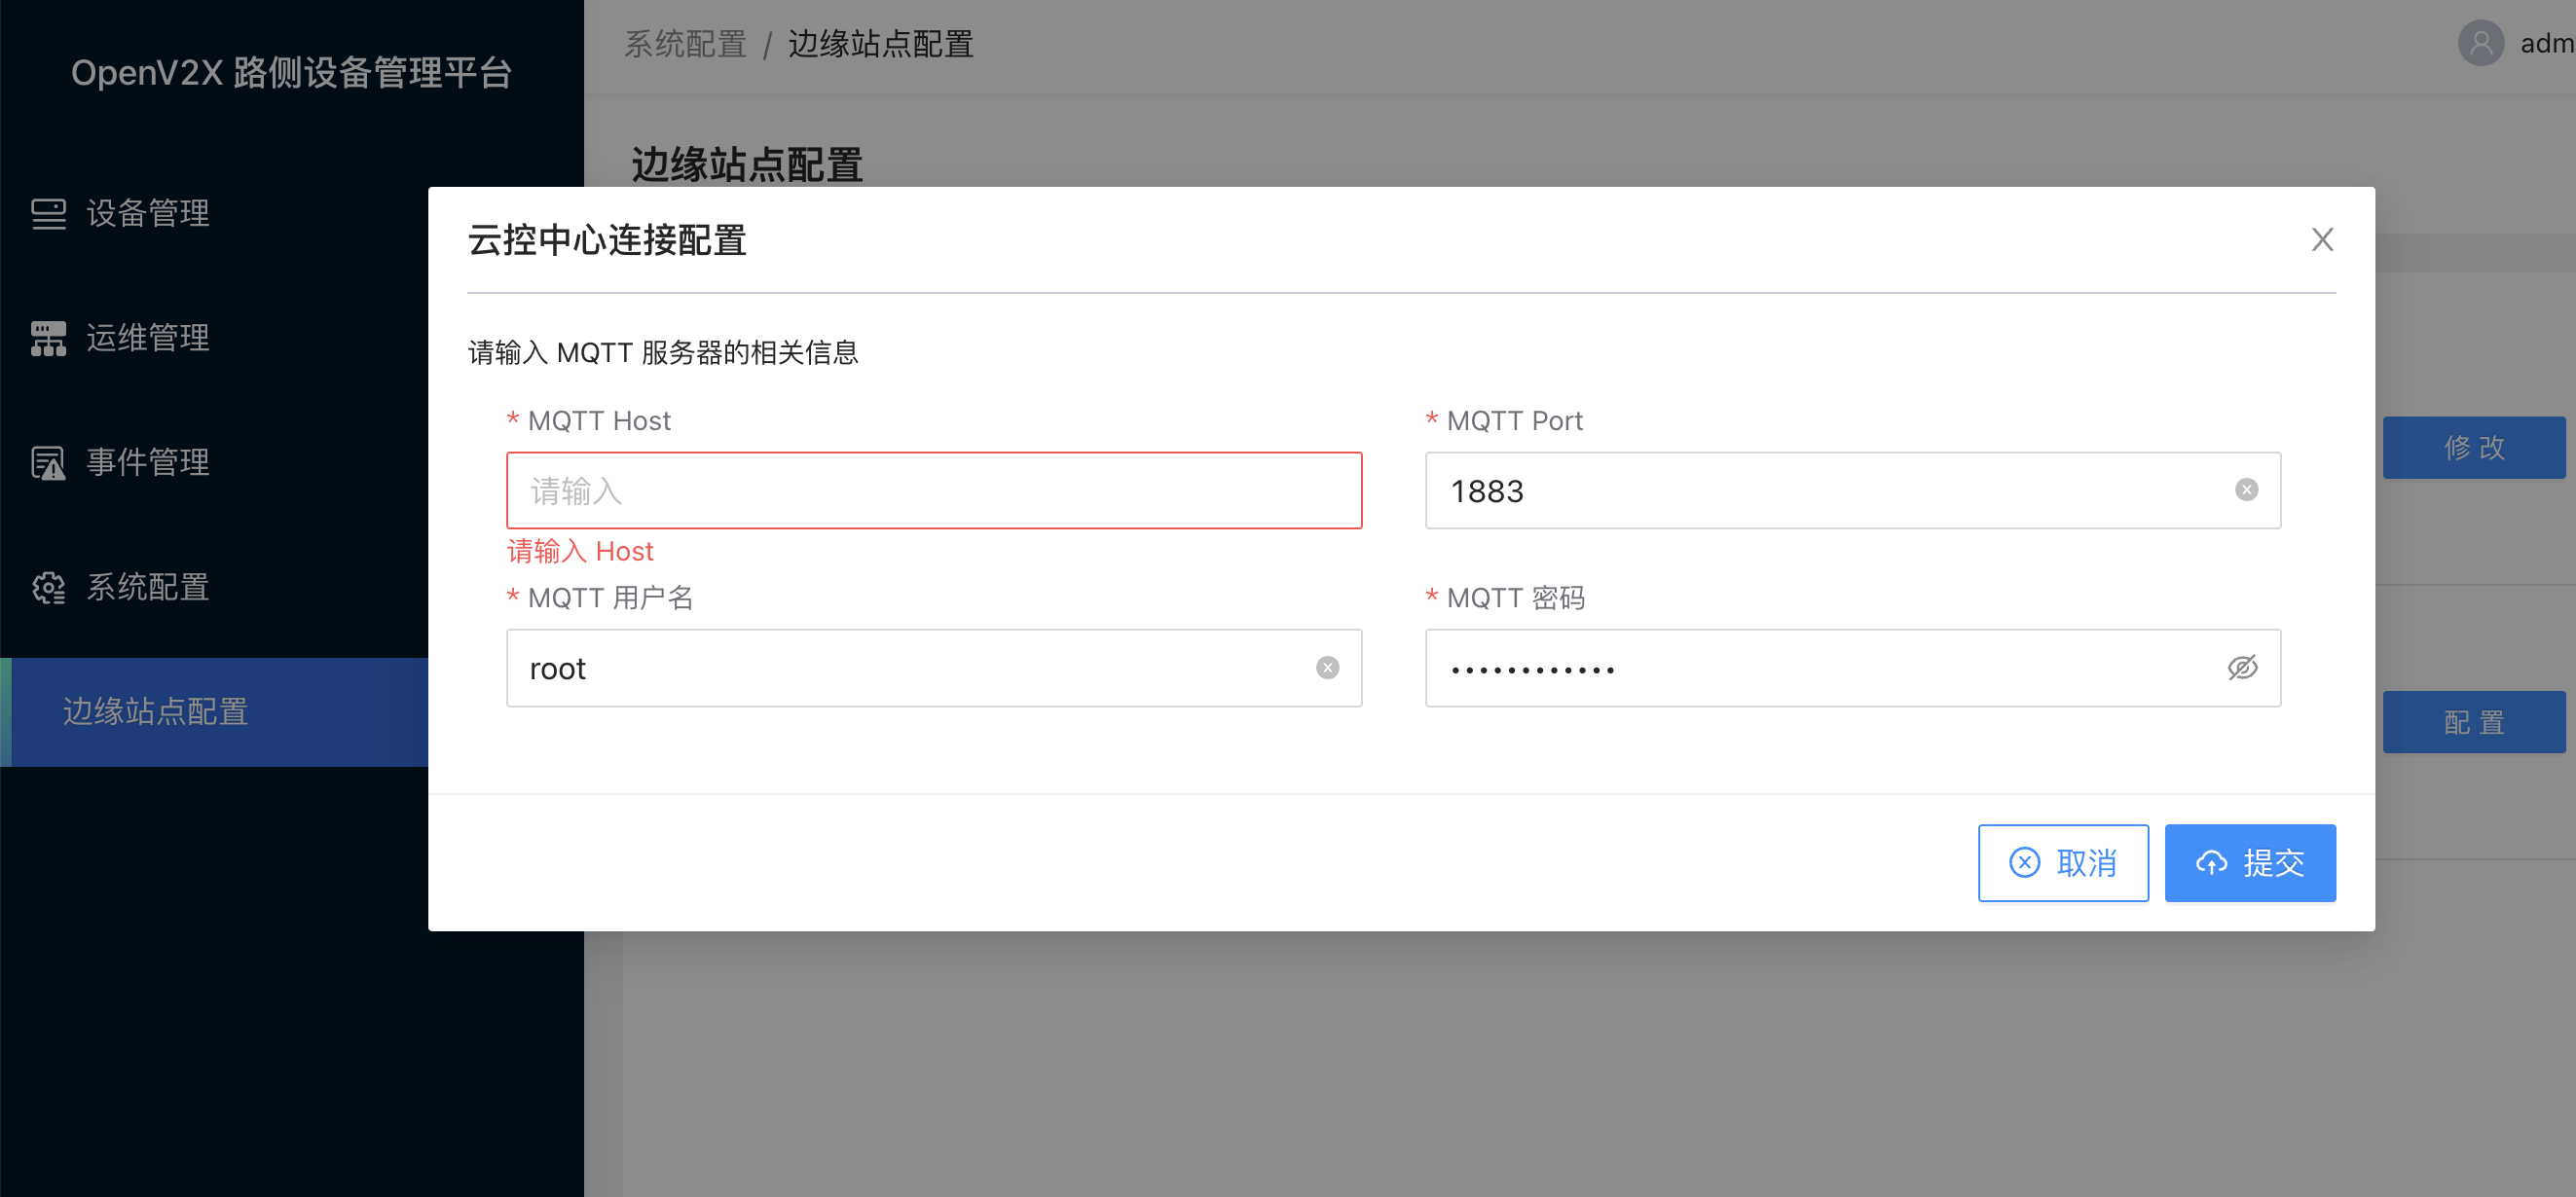 OpenV2X 路侧设备管理平台
设备管理
运维管理
事件管理
系统配置
边缘站点配置
系统配置 / 边缘站点配置
adm
边缘站点配置
修 改
配 置
云控中心连接配置
请输入 MQTT 服务器的相关信息
* MQTT Host
请输入
请输入 Host
* MQTT Port
1883
* MQTT 用户名
root
* MQTT 密码
••••••••••••
取消
提交